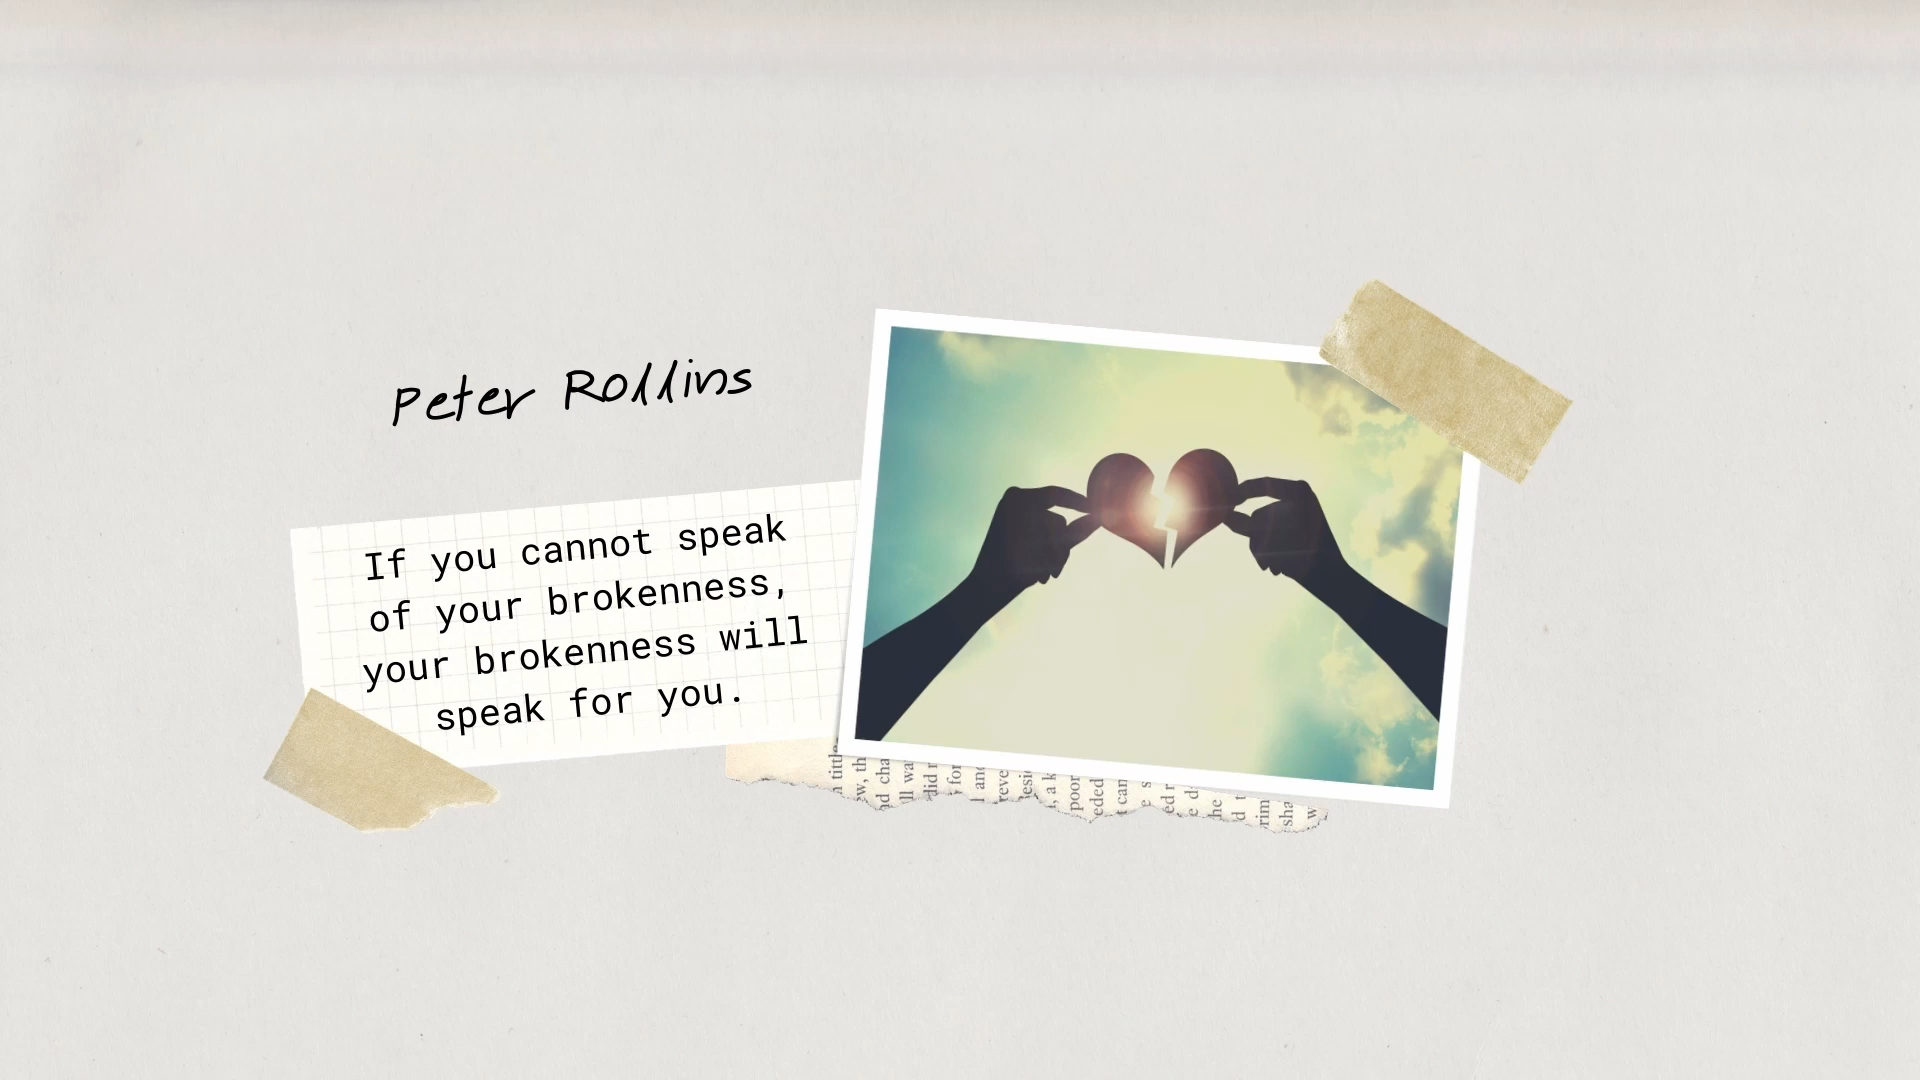 Peter Rollins
If you cannot speak
of your brokenness,
your brokenness will
speak for you.